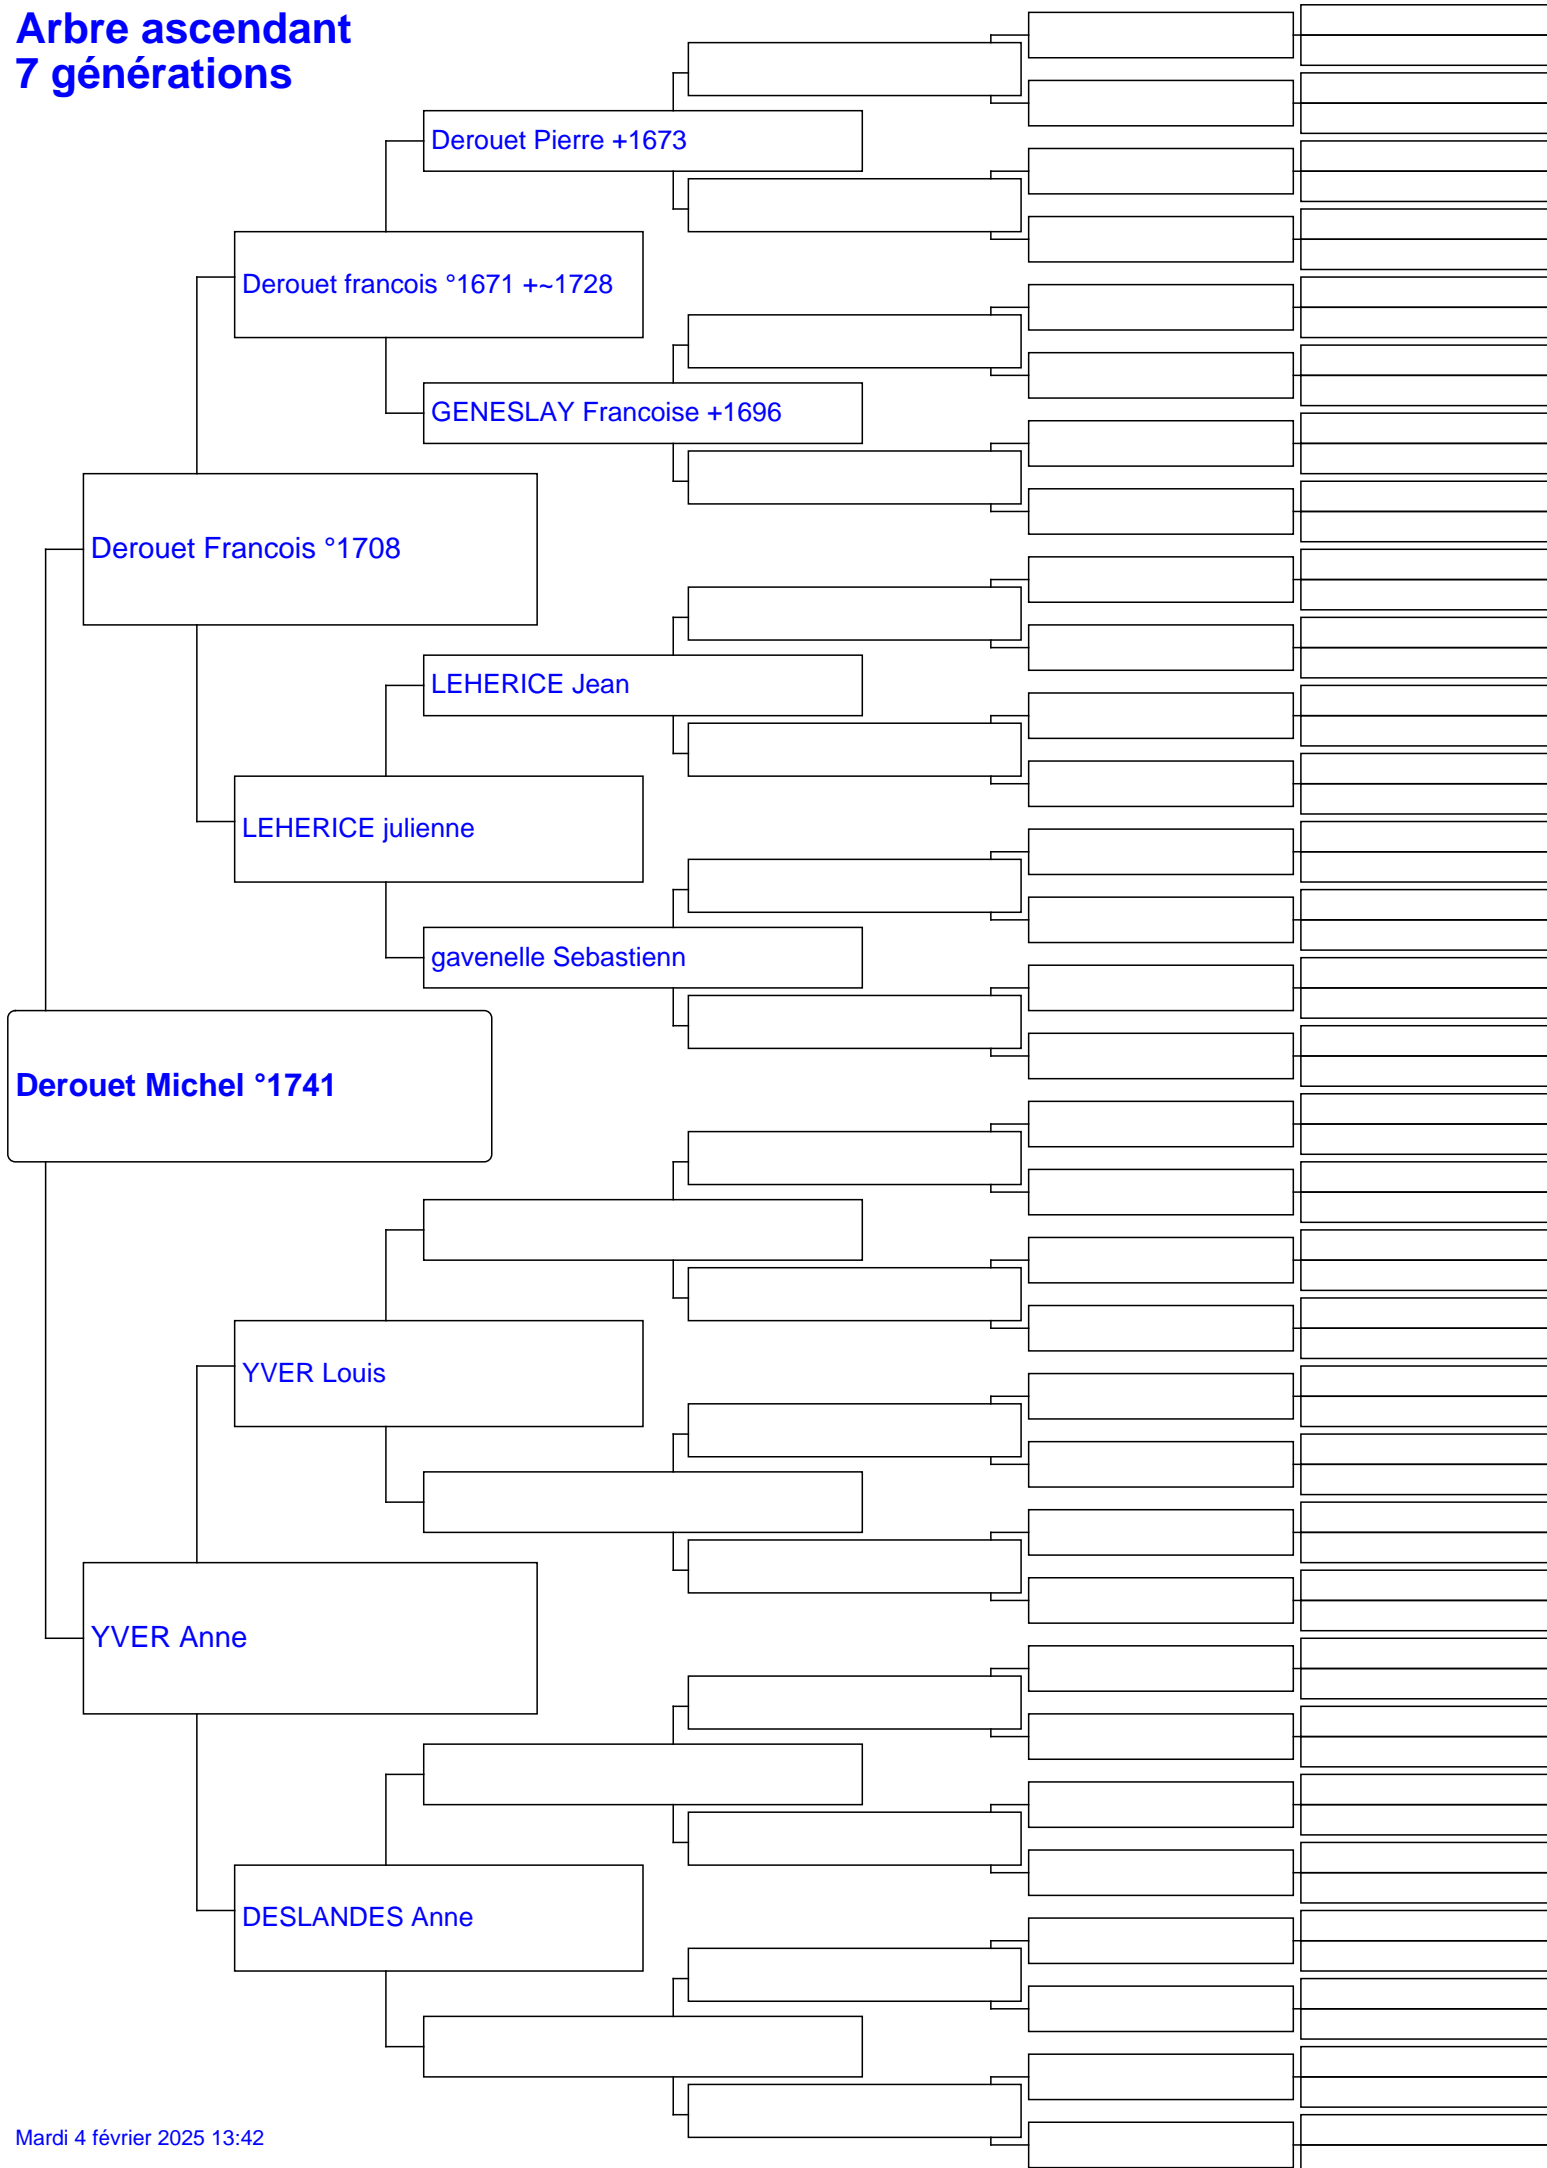 Arbre ascendant
7 générations
Derouet Pierre +1673
Derouet francois °1671 +~1728
GENESLAY Francoise +1696
Derouet Francois °1708
LEHERICE Jean
LEHERICE julienne
gavenelle Sebastienn
Derouet Michel °1741
YVER Louis
YVER Anne
DESLANDES Anne
Mardi 4 février 2025 13:42